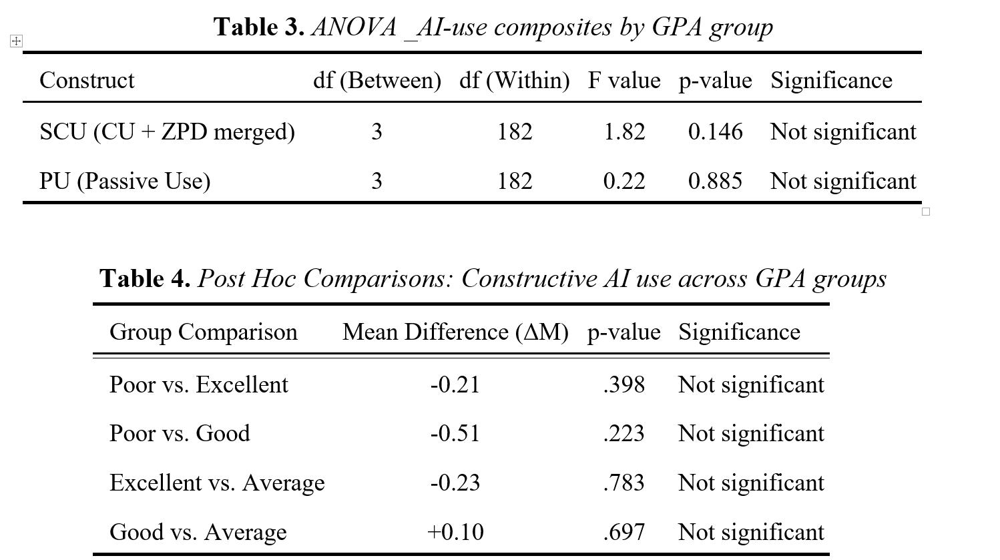 Table 3. ANOVA _AI-use composites by GPA group
Construct df (Between) df (Within) F value p-value Significance
SCU (CU + ZPD merged) 3 182 1.82 0.146 Not significant
PU (Passive Use) 3 182 0.22 0.885 Not significant
Table 4. Post Hoc Comparisons: Constructive AI use across GPA groups
Group Comparison Mean Difference (ΔM) p-value Significance
Poor vs. Excellent -0.21 .398 Not significant
Poor vs. Good -0.51 .223 Not significant
Excellent vs. Average -0.23 .783 Not significant
Good vs. Average +0.10 .697 Not significant